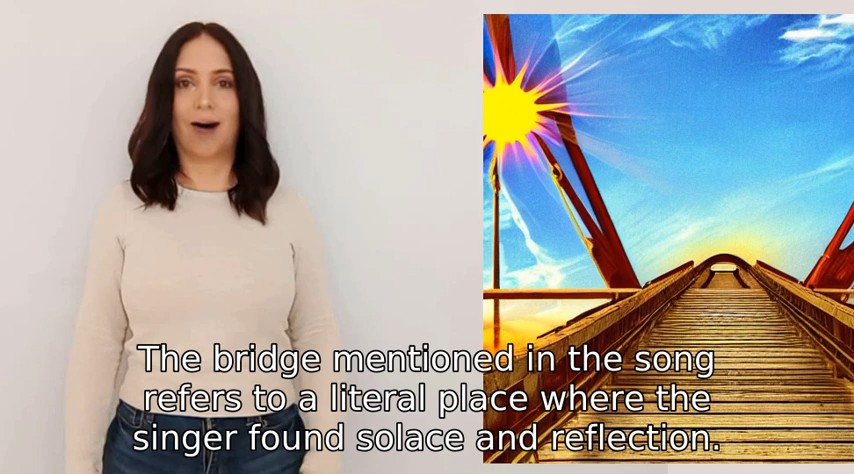 The bridge mentioned in the song
refers to a literal place where the
singer found solace and reflection.